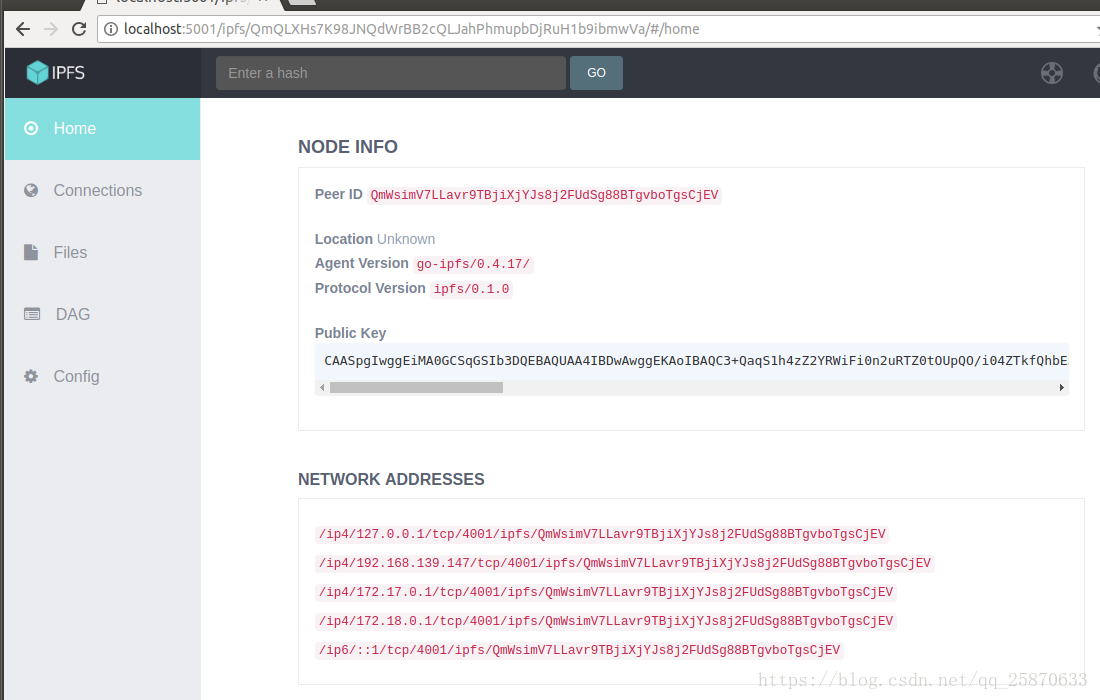 localhost:5001/ipfs/QmQLXHs7K98JNQdWrBB2cQLJahPhmupbDjRuH1b9ibmwVa/#/home
IPFS
Enter a hash
GO
Home
Connections
Files
DAG
Config
NODE INFO
Peer ID QmWsimV7LLavr9TBjiXjYJs8j2FUdSg88BTgvboTgsCjEV
Location Unknown
Agent Version go-ipfs/0.4.17/
Protocol Version ipfs/0.1.0
Public Key
CAASpgIwggEiMA0GCSqGSIb3DQEBAQUAA4IBDwAwggEKAoIBAQC3+QaqS1h4zZ2YRWiFi0n2uRTZ0tOUpQO/i04ZTkfQhbE
NETWORK ADDRESSES
/ip4/127.0.0.1/tcp/4001/ipfs/QmWsimV7LLavr9TBjiXjYJs8j2FUdSg88BTgvboTgsCjEV
/ip4/192.168.139.147/tcp/4001/ipfs/QmWsimV7LLavr9TBjiXjYJs8j2FUdSg88BTgvboTgsCjEV
/ip4/172.17.0.1/tcp/4001/ipfs/QmWsimV7LLavr9TBjiXjYJs8j2FUdSg88BTgvboTgsCjEV
/ip4/172.18.0.1/tcp/4001/ipfs/QmWsimV7LLavr9TBjiXjYJs8j2FUdSg88BTgvboTgsCjEV
/ip6/::1/tcp/4001/ipfs/QmWsimV7LLavr9TBjiXjYJs8j2FUdSg88BTgvboTgsCjEV
https://blog.csdn.net/qq_25870633